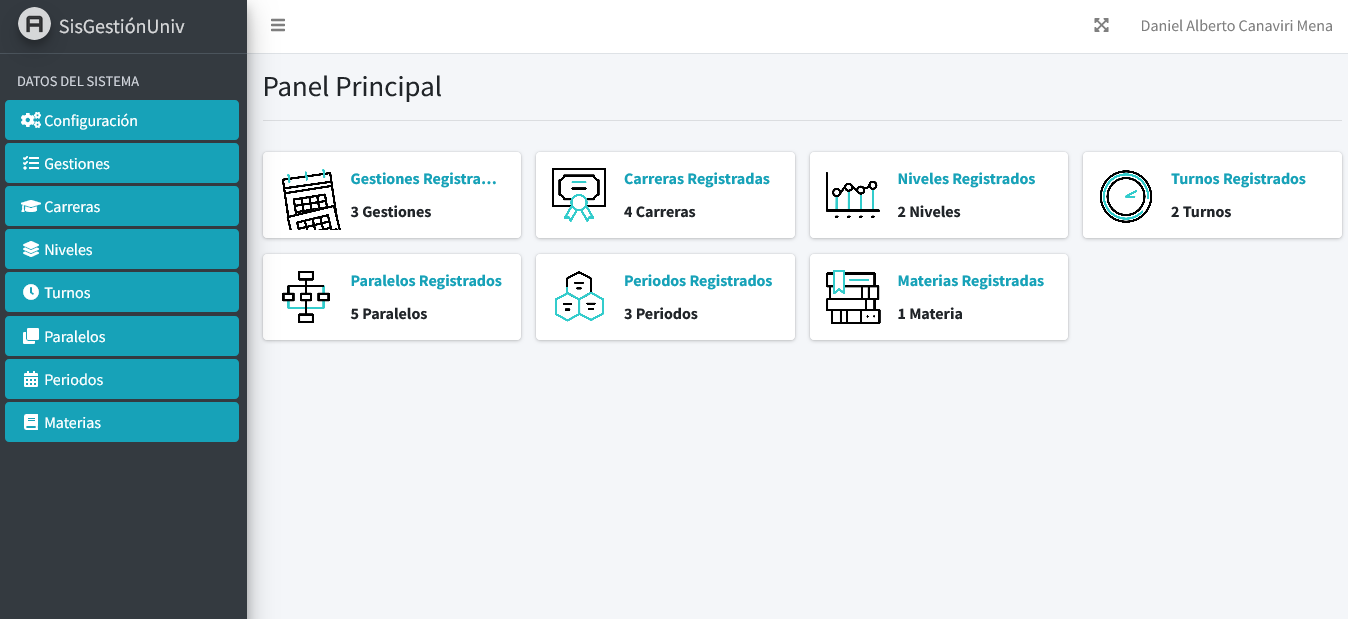 SisGestiónUniv
Daniel Alberto Canaviri Mena
DATOS DEL SISTEMA
Configuración
Gestiones
Carreras
Niveles
Turnos
Paralelos
Periodos
Materias
Panel Principal
Gestiones Registra...
3 Gestiones
Carreras Registradas
4 Carreras
Niveles Registrados
2 Niveles
Turnos Registrados
2 Turnos
Paralelos Registrados
5 Paralelos
Periodos Registrados
3 Periodos
Materias Registradas
1 Materia